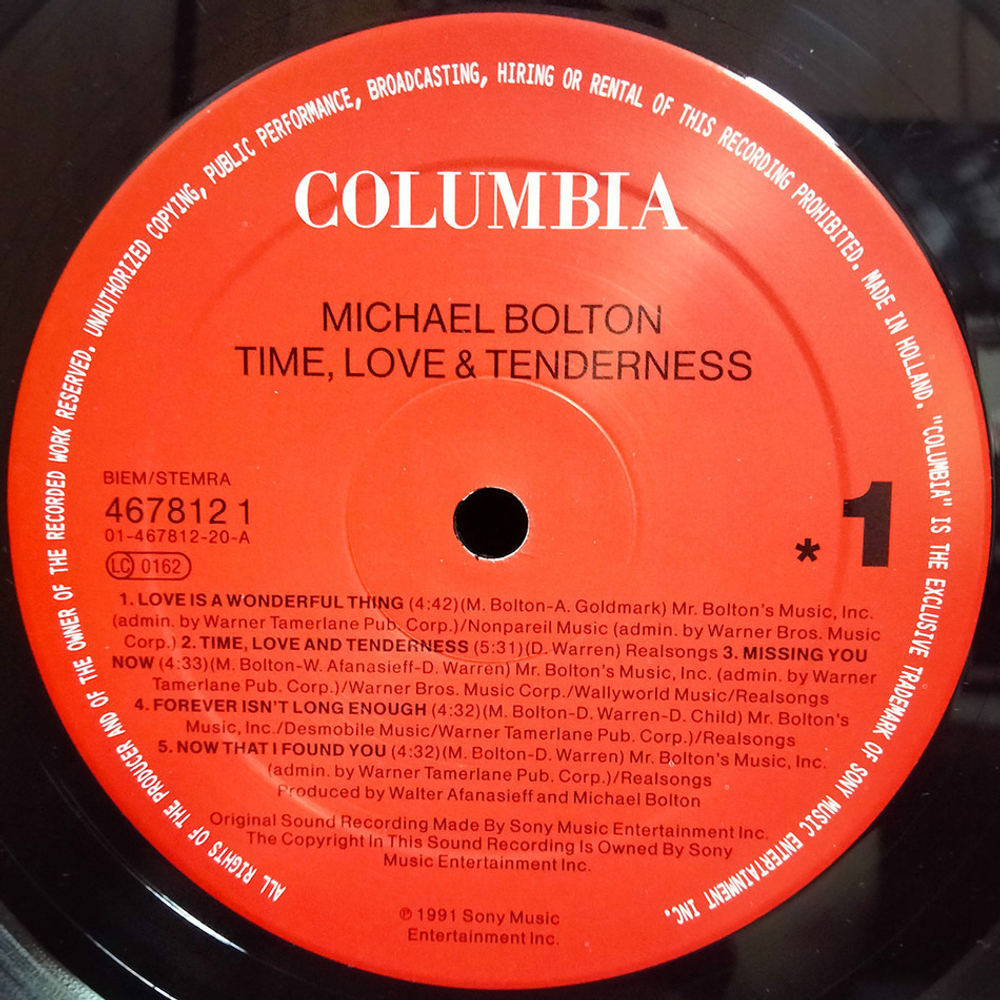 ALL RIGHTS OF THE PRODUCER AND OF THE OWNER OF THE RECORDED WORK RESERVED. UNAUTHORIZED COPYING, PUBLIC PERFORMANCE, BROADCASTING, HIRING OR RENTAL OF THIS RECORDING PROHIBITED. MADE IN HOLLAND. "COLUMBIA" IS THE EXCLUSIVE TRADEMARK OF SONY MUSIC ENTERTAINMENT INC.
COLUMBIA
MICHAEL BOLTON
TIME, LOVE & TENDERNESS
BIEM/STEMRA
467812 1
01-467812-20-A
LC 0162
* 1
1. LOVE IS A WONDERFUL THING (4:42)(M. Bolton-A. Goldmark) Mr. Bolton's Music, Inc.
(admin. by Warner Tamerlane Pub. Corp.)/Nonpareil Music (admin. by Warner Bros. Music
Corp.) 2. TIME, LOVE AND TENDERNESS (5:31)(D. Warren) Realsongs 3. MISSING YOU
NOW (4:33)(M. Bolton-W. Afanasieff-D. Warren) Mr. Bolton's Music, Inc. (admin. by Warner
Tamerlane Pub. Corp.)/Warner Bros. Music Corp./Wallyworld Music/Realsongs
4. FOREVER ISN'T LONG ENOUGH (4:32)(M. Bolton-D. Warren-D. Child) Mr. Bolton's
Music, Inc./Desmobile Music/Warner Tamerlane Pub. Corp.)/Realsongs
5. NOW THAT I FOUND YOU (4:32)(M. Bolton-D. Warren) Mr. Bolton's Music, Inc.
(admin. by Warner Tamerlane Pub. Corp.)/Realsongs
Produced by Walter Afanasieff and Michael Bolton
Original Sound Recording Made By Sony Music Entertainment Inc.
The Copyright In This Sound Recording Is Owned By Sony
Music Entertainment Inc.
℗ 1991 Sony Music
Entertainment Inc.